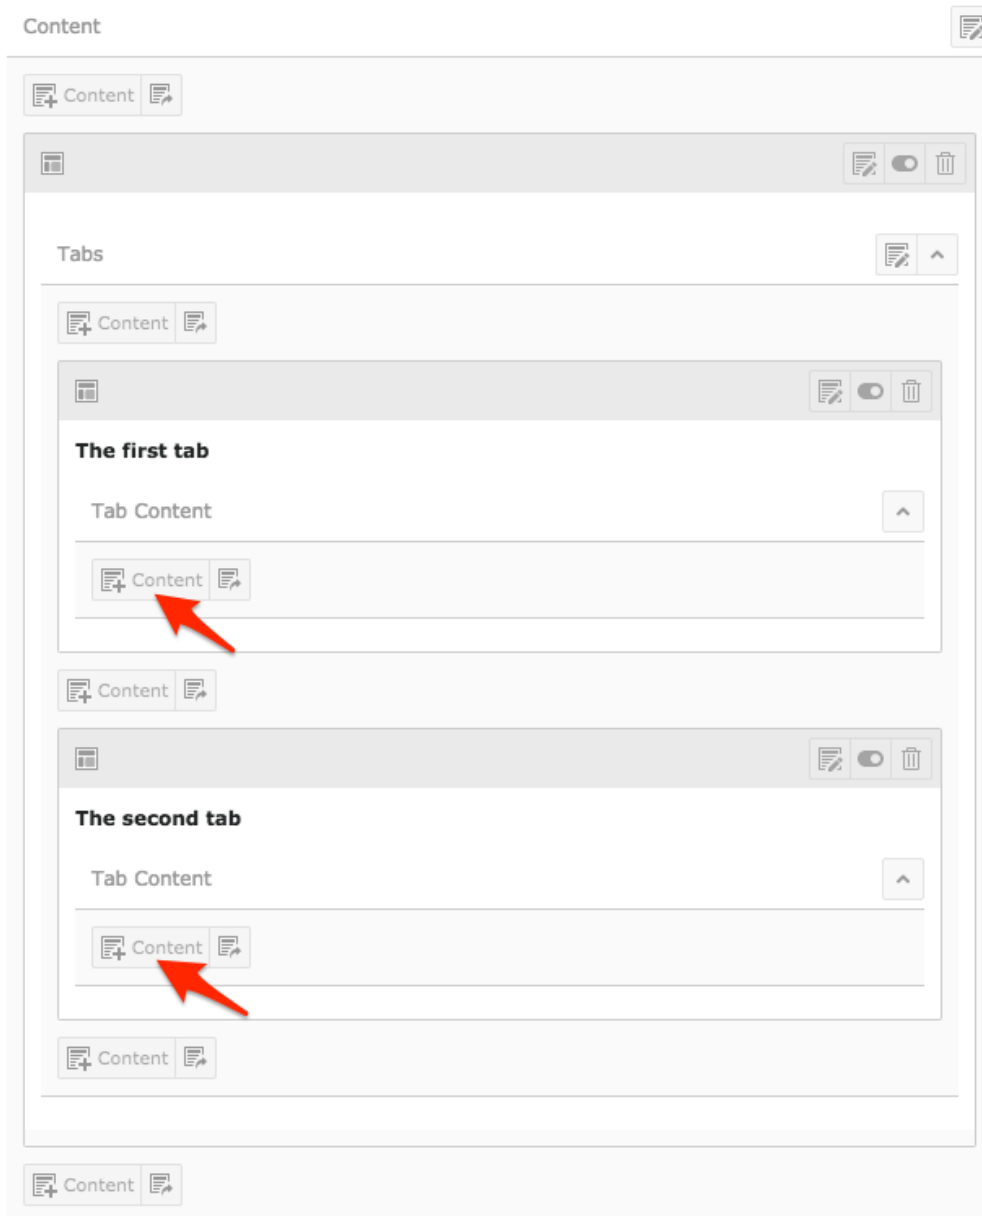 Content
Content
Tabs
Content
The first tab
Tab Content
Content
Content
The second tab
Tab Content
Content
Content
Content